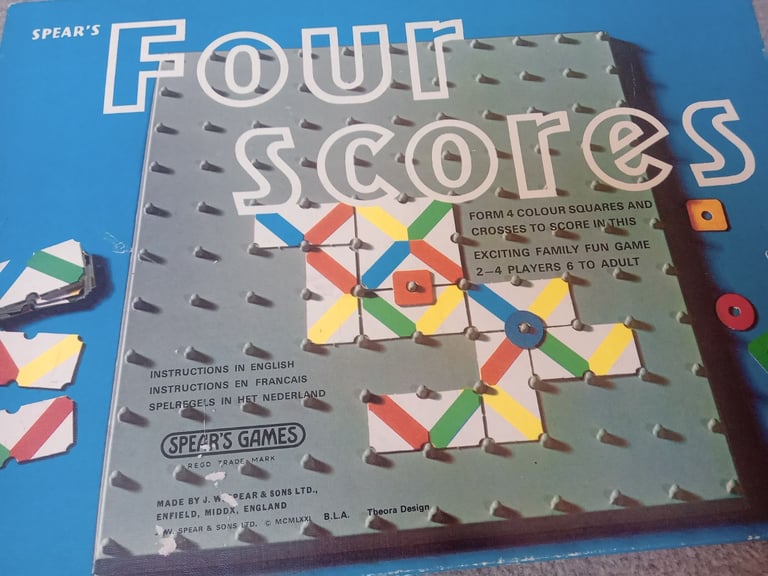 SPEAR'S
Four
scores
FORM 4 COLOUR SQUARES AND
CROSSES TO SCORE IN THIS
EXCITING FAMILY FUN GAME
2–4 PLAYERS 6 TO ADULT
INSTRUCTIONS IN ENGLISH
INSTRUCTIONS EN FRANCAIS
SPELREGELS IN HET NEDERLAND
SPEAR'S GAMES
REGD. TRADE MARK
MADE BY J. W. SPEAR & SONS LTD.,
ENFIELD, MIDDX, ENGLAND
J.W. SPEAR & SONS LTD. © MCMLXXI B.L.A. Theora Design